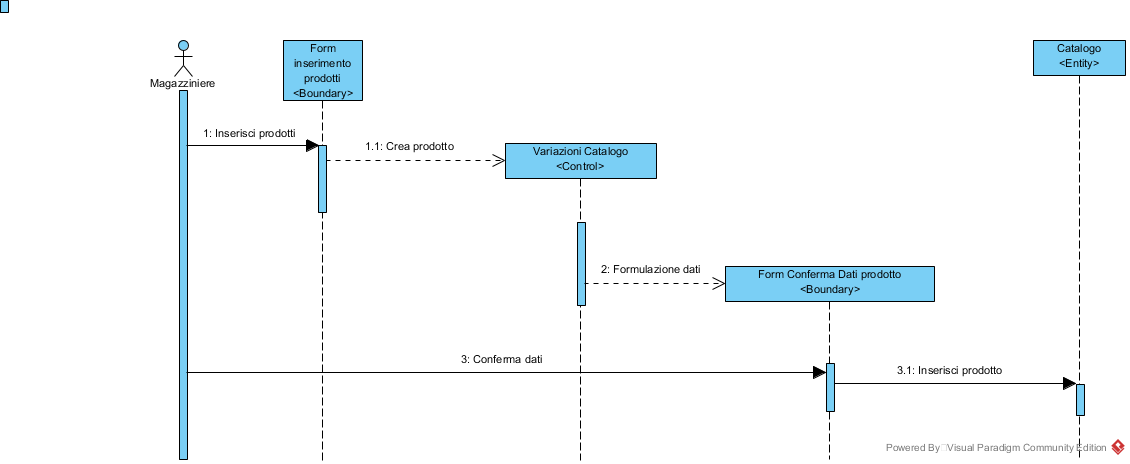 Form
inserimento
prodotti
<Boundary>
Catalogo
<Entity>
Magazziniere
1: Inserisci prodotti
1.1: Crea prodotto
Variazioni Catalogo
<Control>
2: Formulazione dati
Form Conferma Dati prodotto
<Boundary>
3: Conferma dati
3.1: Inserisci prodotto
Powered By Visual Paradigm Community Edition